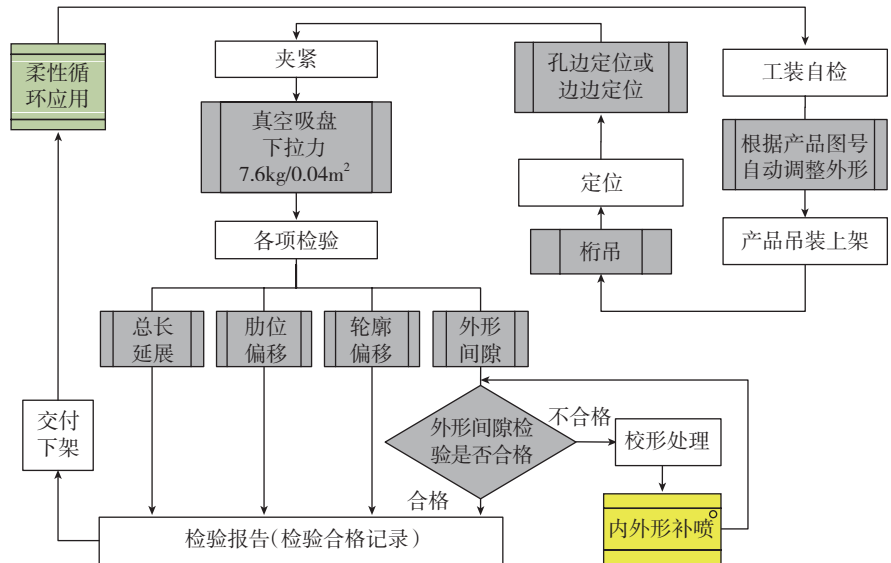 柔性循
环应用
夹紧
真空吸盘
下拉力
7.6kg/0.04m²
各项检验
孔边定位或
边边定位
定位
桁吊
工装自检
根据产品图号
自动调整外形
产品吊装上架
总长
延展
肋位
偏移
轮廓
偏移
外形
间隙
外形间隙检
验是否合格
不合格
校形处理
内外形补喷
合格
交付
下架
检验报告(检验合格记录)